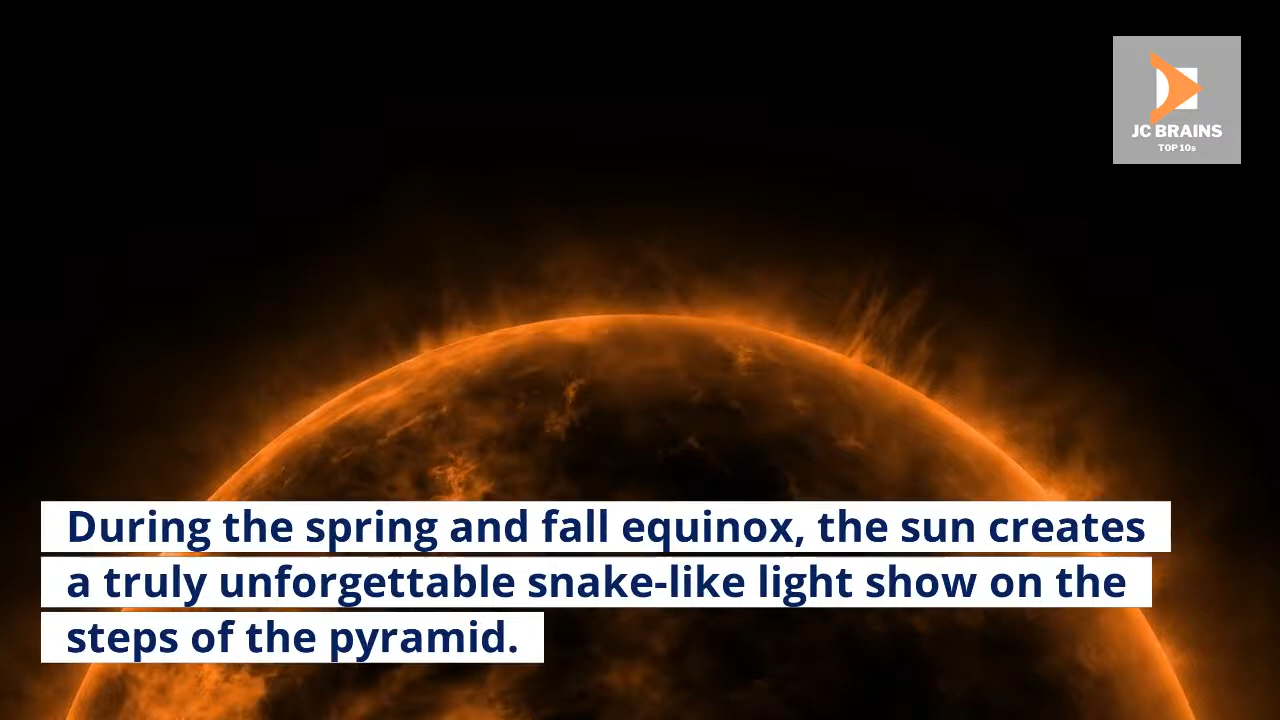 JC BRAINS
TOP 10s
During the spring and fall equinox, the sun creates
a truly unforgettable snake-like light show on the
steps of the pyramid.